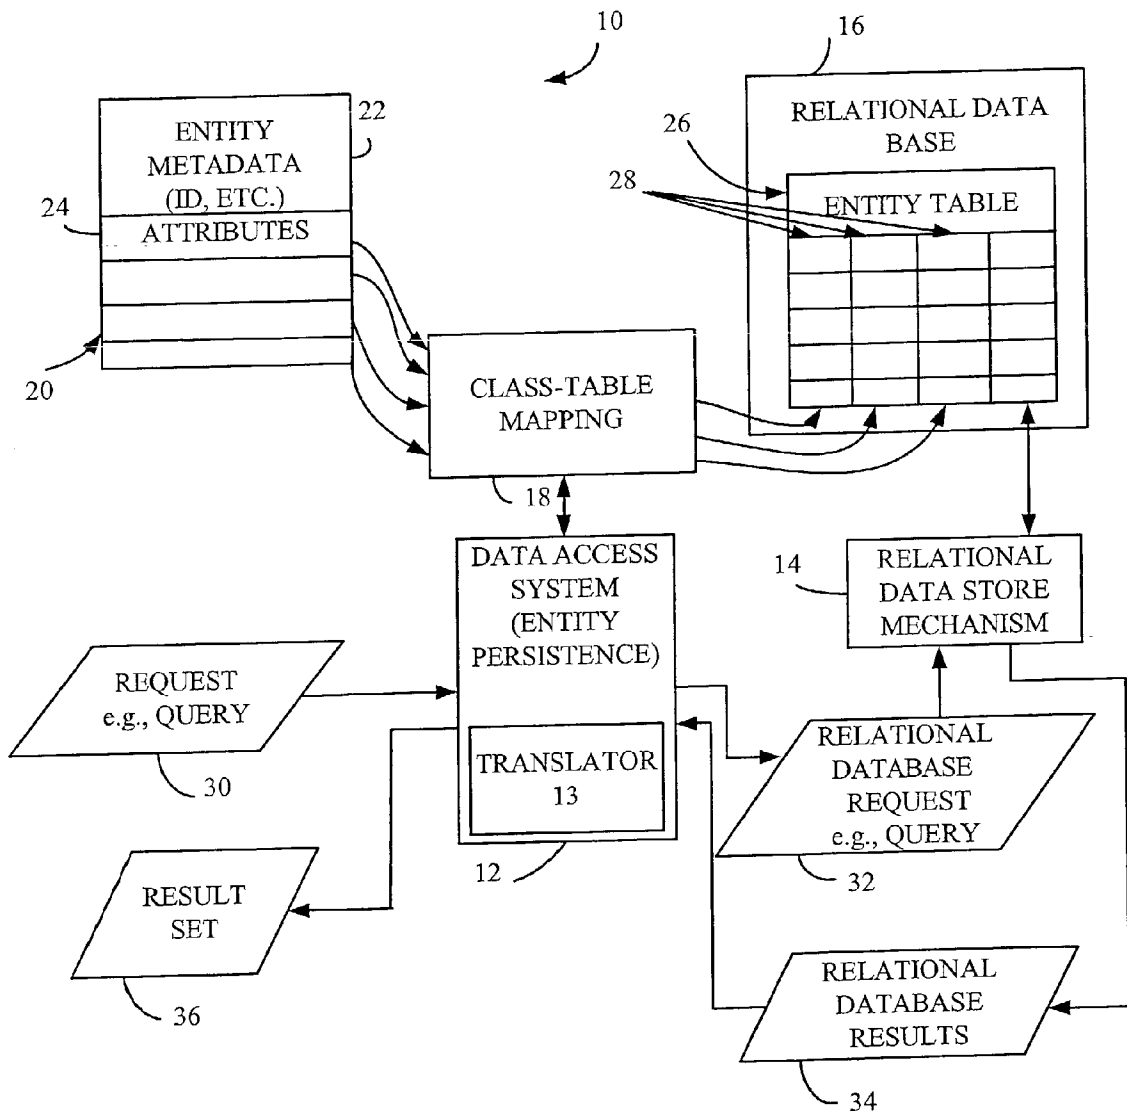 10
16
22
ENTITY
METADATA
(ID, ETC.)
24
ATTRIBUTES
20
RELATIONAL DATA
BASE
26
28
ENTITY TABLE
CLASS-TABLE
MAPPING
18
DATA ACCESS
SYSTEM
(ENTITY
PERSISTENCE)
14
RELATIONAL
DATA STORE
MECHANISM
REQUEST
e.g., QUERY
30
TRANSLATOR
13
12
RELATIONAL
DATABASE
REQUEST
e.g., QUERY
32
RESULT
SET
36
RELATIONAL
DATABASE
RESULTS
34